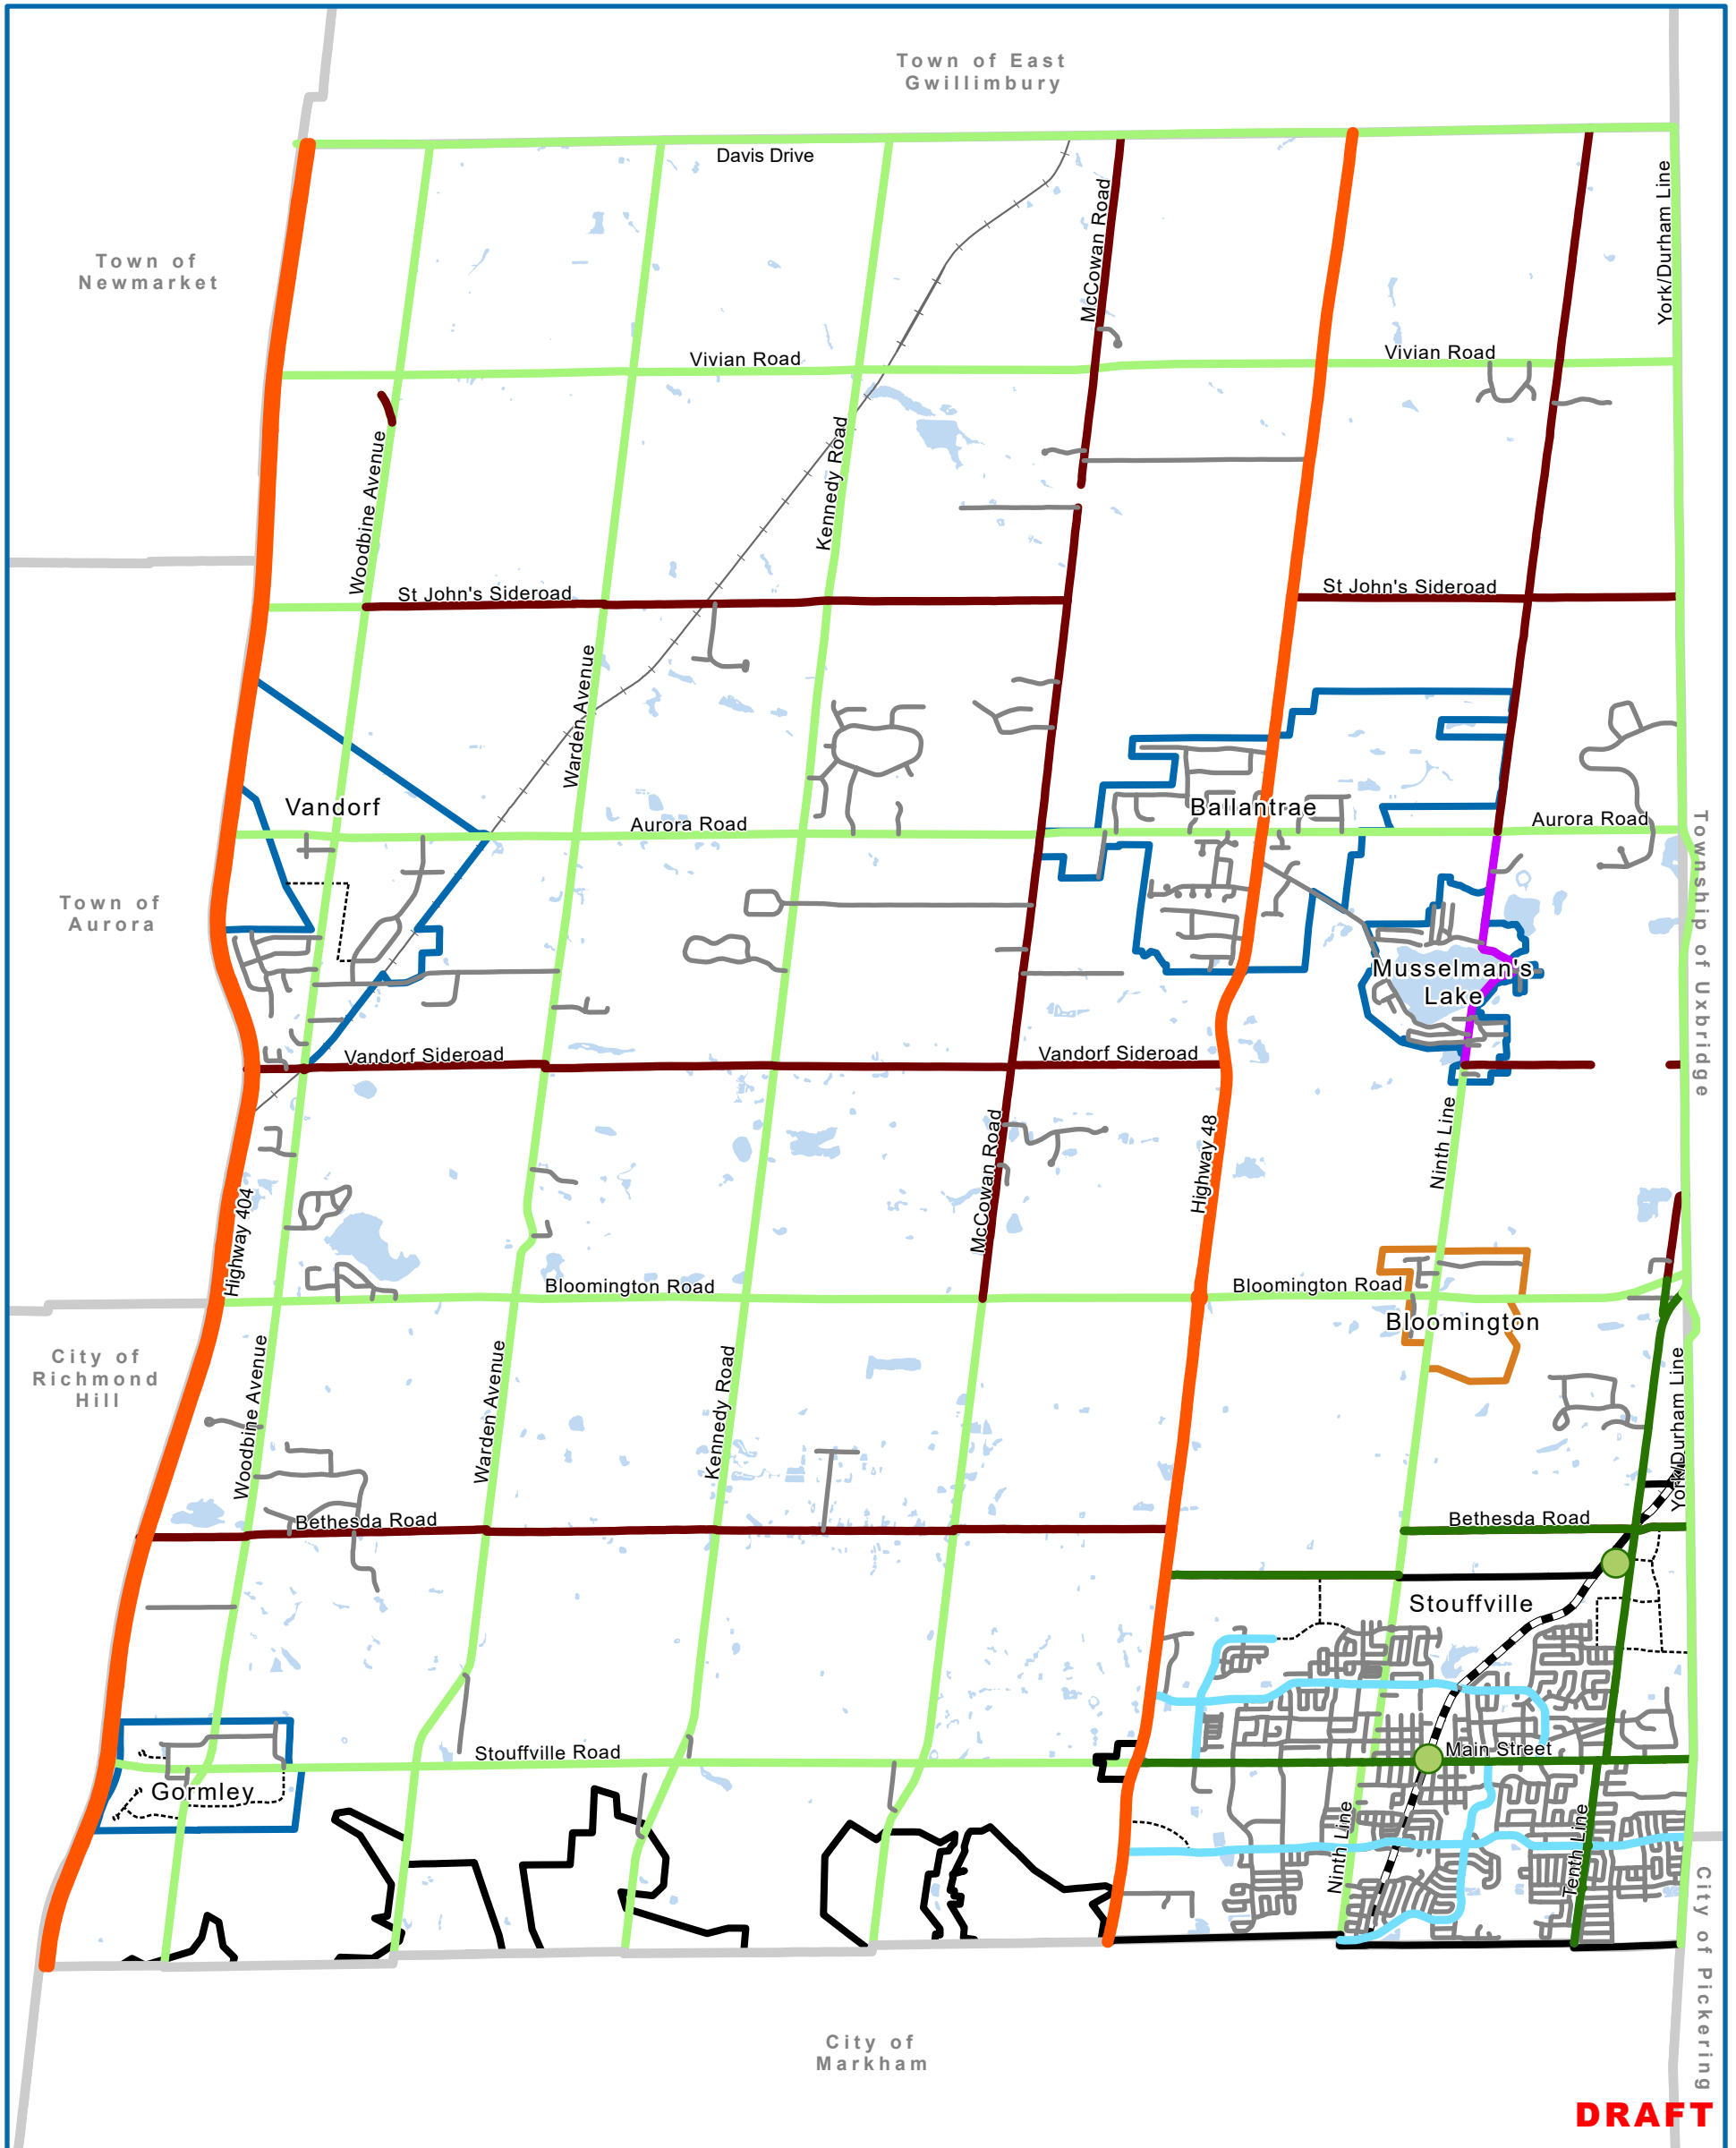 Town of East
Gwillimbury
Davis Drive
McCowan Road
York/Durham Line
Town of
Newmarket
Vivian Road
Vivian Road
Woodbine Avenue
Kennedy Road
St John's Sideroad
St John's Sideroad
Warden Avenue
Vandorf
Ballantrae
Aurora Road
Aurora Road
Township of Uxbridge
Town of
Aurora
Musselman's
Lake
Vandorf Sideroad
Vandorf Sideroad
McCowan Road
Highway 48
Ninth Line
Highway 404
Bloomington Road
Bloomington Road
Bloomington
City of
Richmond
Hill
Woodbine Avenue
Warden Avenue
Kennedy Road
York/Durham Line
Bethesda Road
Bethesda Road
Stouffville
Stouffville Road
Main Street
Gormley
Ninth Line
Tenth Line
City of Pickering
City of
Markham
DRAFT